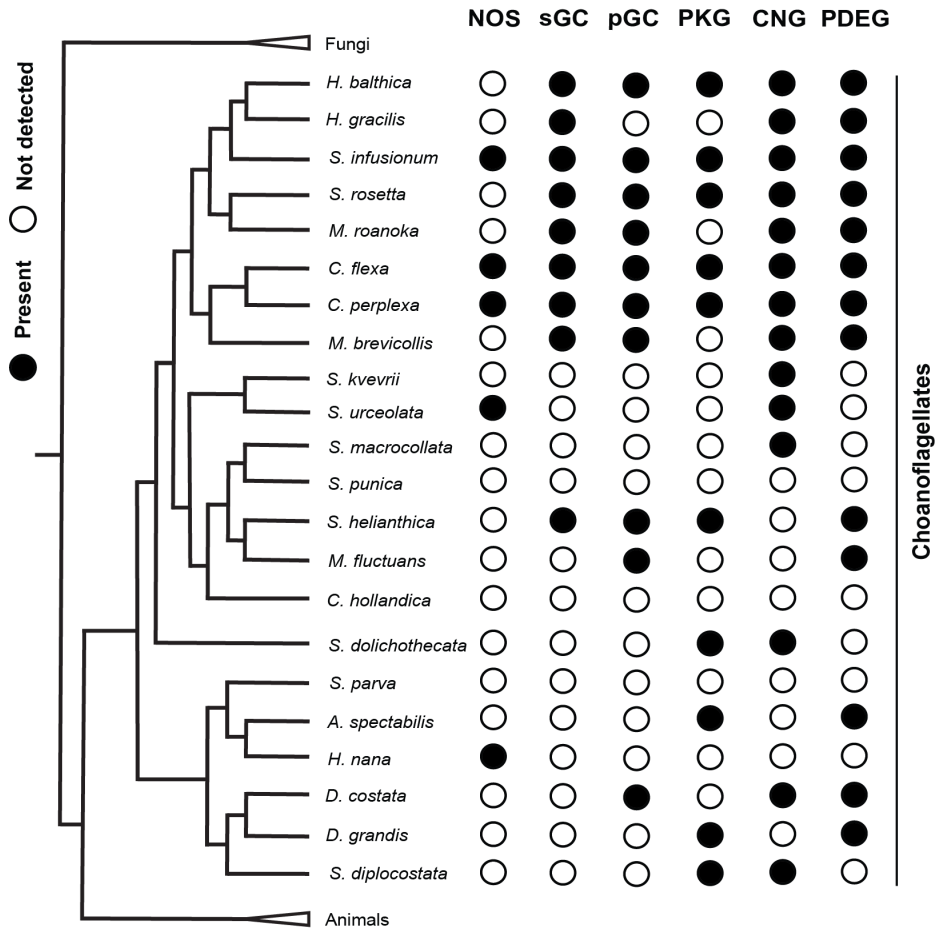 NOS sGC pGC PKG CNG PDEG
Fungi
H. balthica
H. gracilis
S. infusionum
S. rosetta
M. roanoka
C. flexa
C. perplexa
M. brevicollis
S. kvevrii
S. urceolata
S. macrocollata
S. punica
S. helianthica
M. fluctuans
C. hollandica
S. dolichothecata
S. parva
A. spectabilis
H. nana
D. costata
D. grandis
S. diplocostata
Animals
Not detected
Present
Choanoflagellates